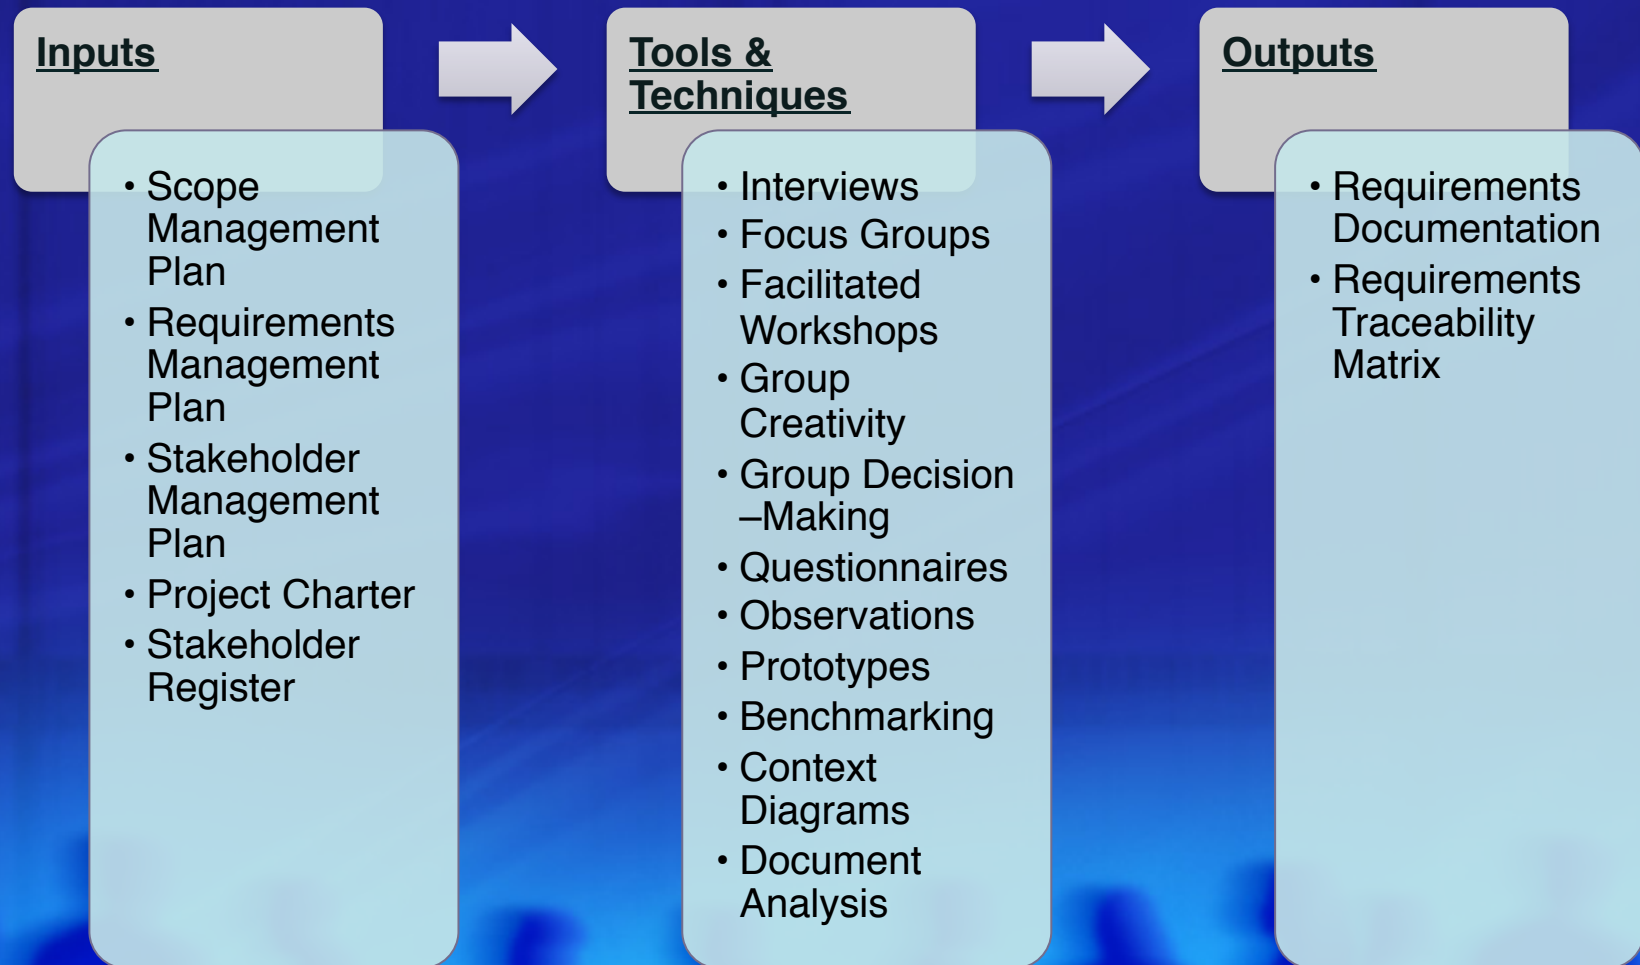 Inputs
• Scope
Management
Plan
• Requirements
Management
Plan
• Stakeholder
Management
Plan
• Project Charter
• Stakeholder
Register
Tools &
Techniques
• Interviews
• Focus Groups
• Facilitated
Workshops
• Group
Creativity
• Group Decision
–Making
• Questionnaires
• Observations
• Prototypes
• Benchmarking
• Context
Diagrams
• Document
Analysis
Outputs
• Requirements
Documentation
• Requirements
Traceability
Matrix